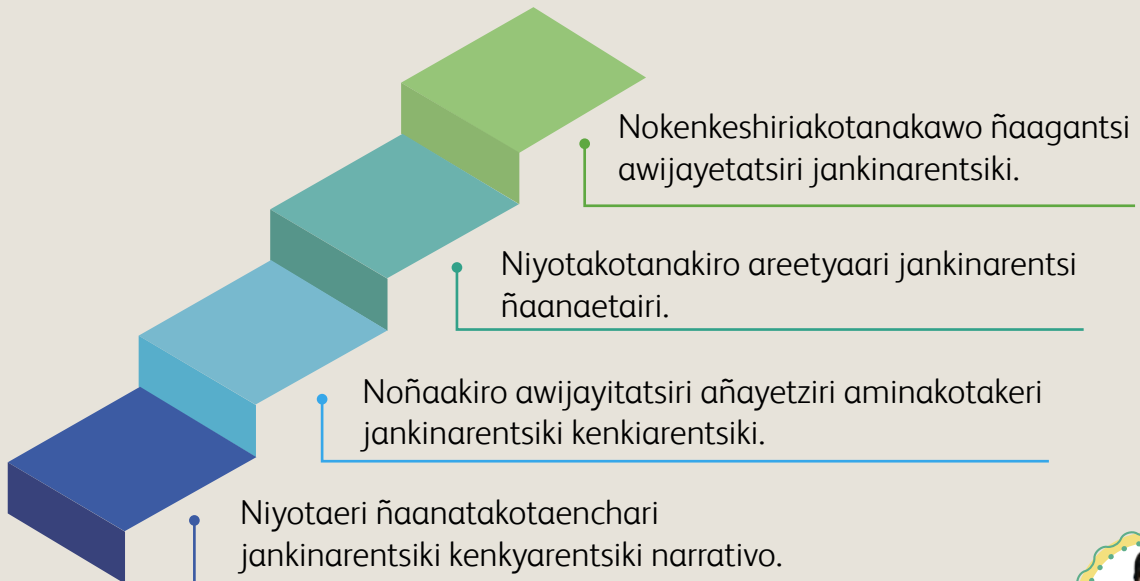 Nokenkeshiriakotanakawo ñaagantsi
awijayetatsiri jankinarentsiki.
Niyotakotanakiro areetyaari jankinarentsi
ñaanaetairi.
Noñaakiro awijayitatsiri añayetziri aminakotakeri
jankinarentsiki kenkiarentsiki.
Niyotaeri ñaanatakotaenchari
jankinarentsiki kenkyarentsiki narrativo.